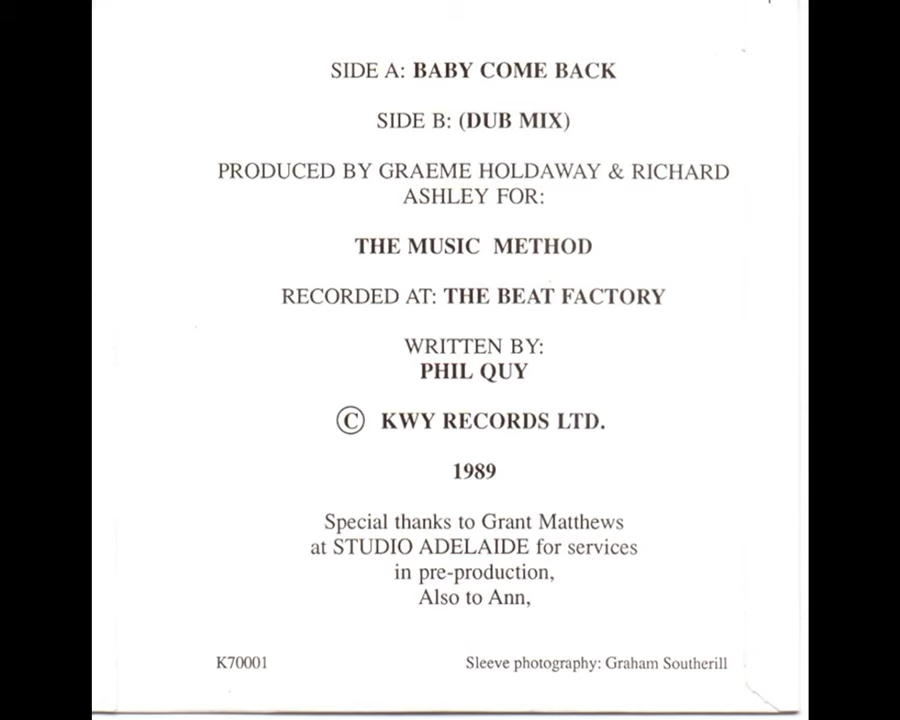 SIDE A: BABY COME BACK
SIDE B: (DUB MIX)
PRODUCED BY GRAEME HOLDAWAY & RICHARD
ASHLEY FOR:
THE MUSIC METHOD
RECORDED AT: THE BEAT FACTORY
WRITTEN BY:
PHIL QUY
© KWY RECORDS LTD.
1989
Special thanks to Grant Matthews
at STUDIO ADELAIDE for services
in pre-production,
Also to Ann,
K70001 Sleeve photography: Graham Southerill